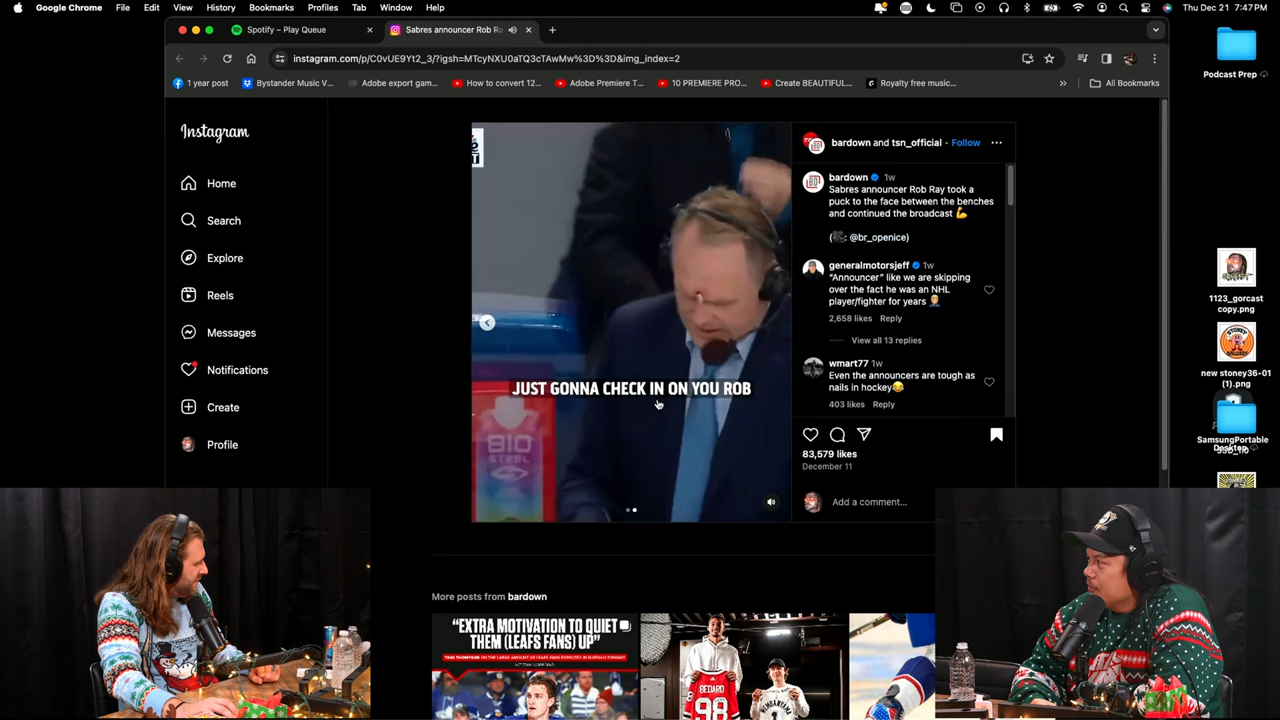 Google Chrome File Edit View History Bookmarks Profiles Tab Window Help Thu Dec 21 7:47PM
Spotify – Play Queue
Sabres announcer Rob Ra
instagram.com/p/C0vUE9Yt2_3/?igsh=MTcyNXU0aTQ3cTAwMw%3D%3D&img_index=2
1 year post Bystander Music V... Adobe export gam... How to convert 12... Adobe Premiere T... 10 PREMIERE PRO... Create BEAUTIFUL... Royalty free music... All Bookmarks
Podcast Prep
Instagram
Home
Search
Explore
Reels
Messages
Notifications
Create
Profile
JUST GONNA CHECK IN ON YOU ROB
BIO
STEEL
bardown and tsn_official • Follow
bardown 1w
Sabres announcer Rob Ray took a
puck to the face between the benches
and continued the broadcast 💪
(🎥: @br_openice)
generalmotorsjeff 1w
“Announcer” like we are skipping
over the fact he was an NHL
player/fighter for years
2,658 likes Reply
View all 13 replies
wmart77 1w
Even the announcers are tough as
nails in hockey😂
403 likes Reply
83,579 likes
December 11
Add a comment...
1123_gorcast
copy.png
new stoney36-01
(1).png
SamsungPortable
Desktop
More posts from bardown
“EXTRA MOTIVATION TO QUIET
THEM (LEAFS FANS) UP”
BEDARD
98